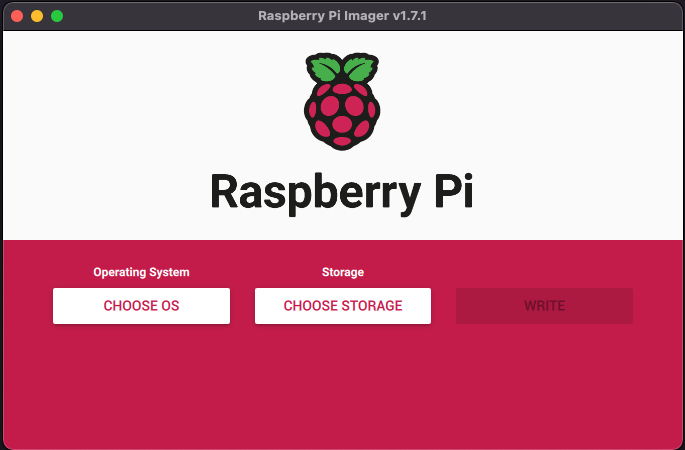 Raspberry Pi Imager v1.7.1
Raspberry Pi
Operating System
Storage
CHOOSE OS
CHOOSE STORAGE
WRITE